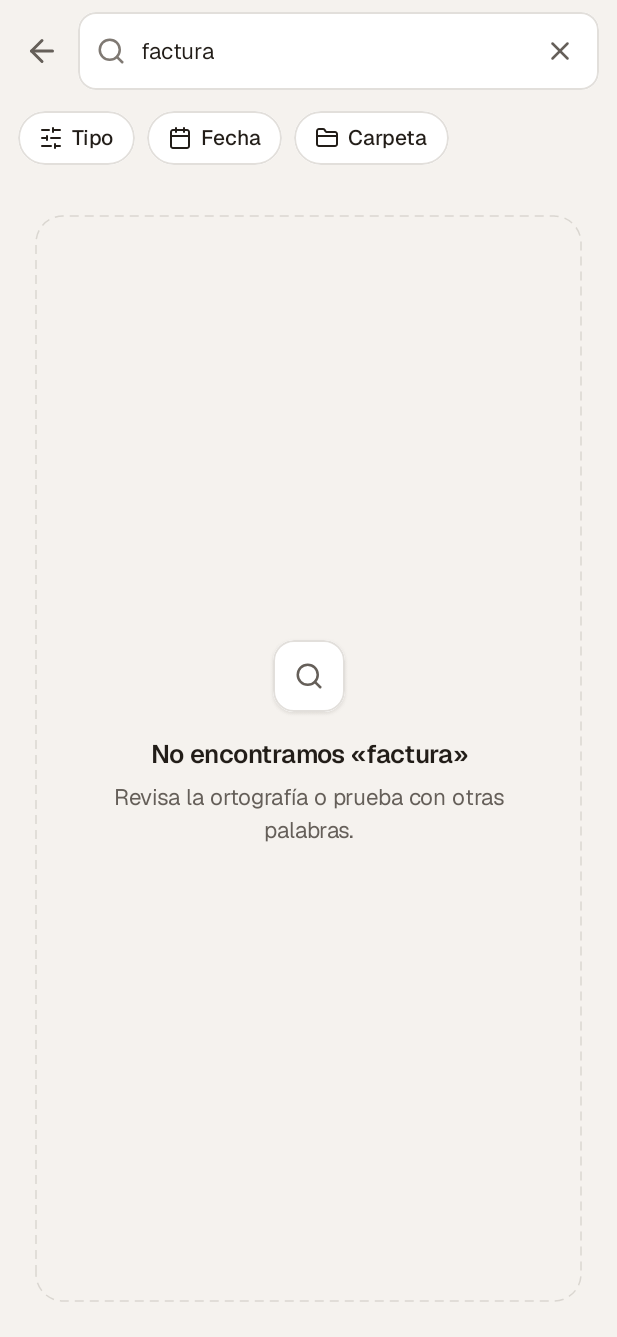 factura
Tipo
Fecha
Carpeta
No encontramos «factura»
Revisa la ortografía o prueba con otras
palabras.